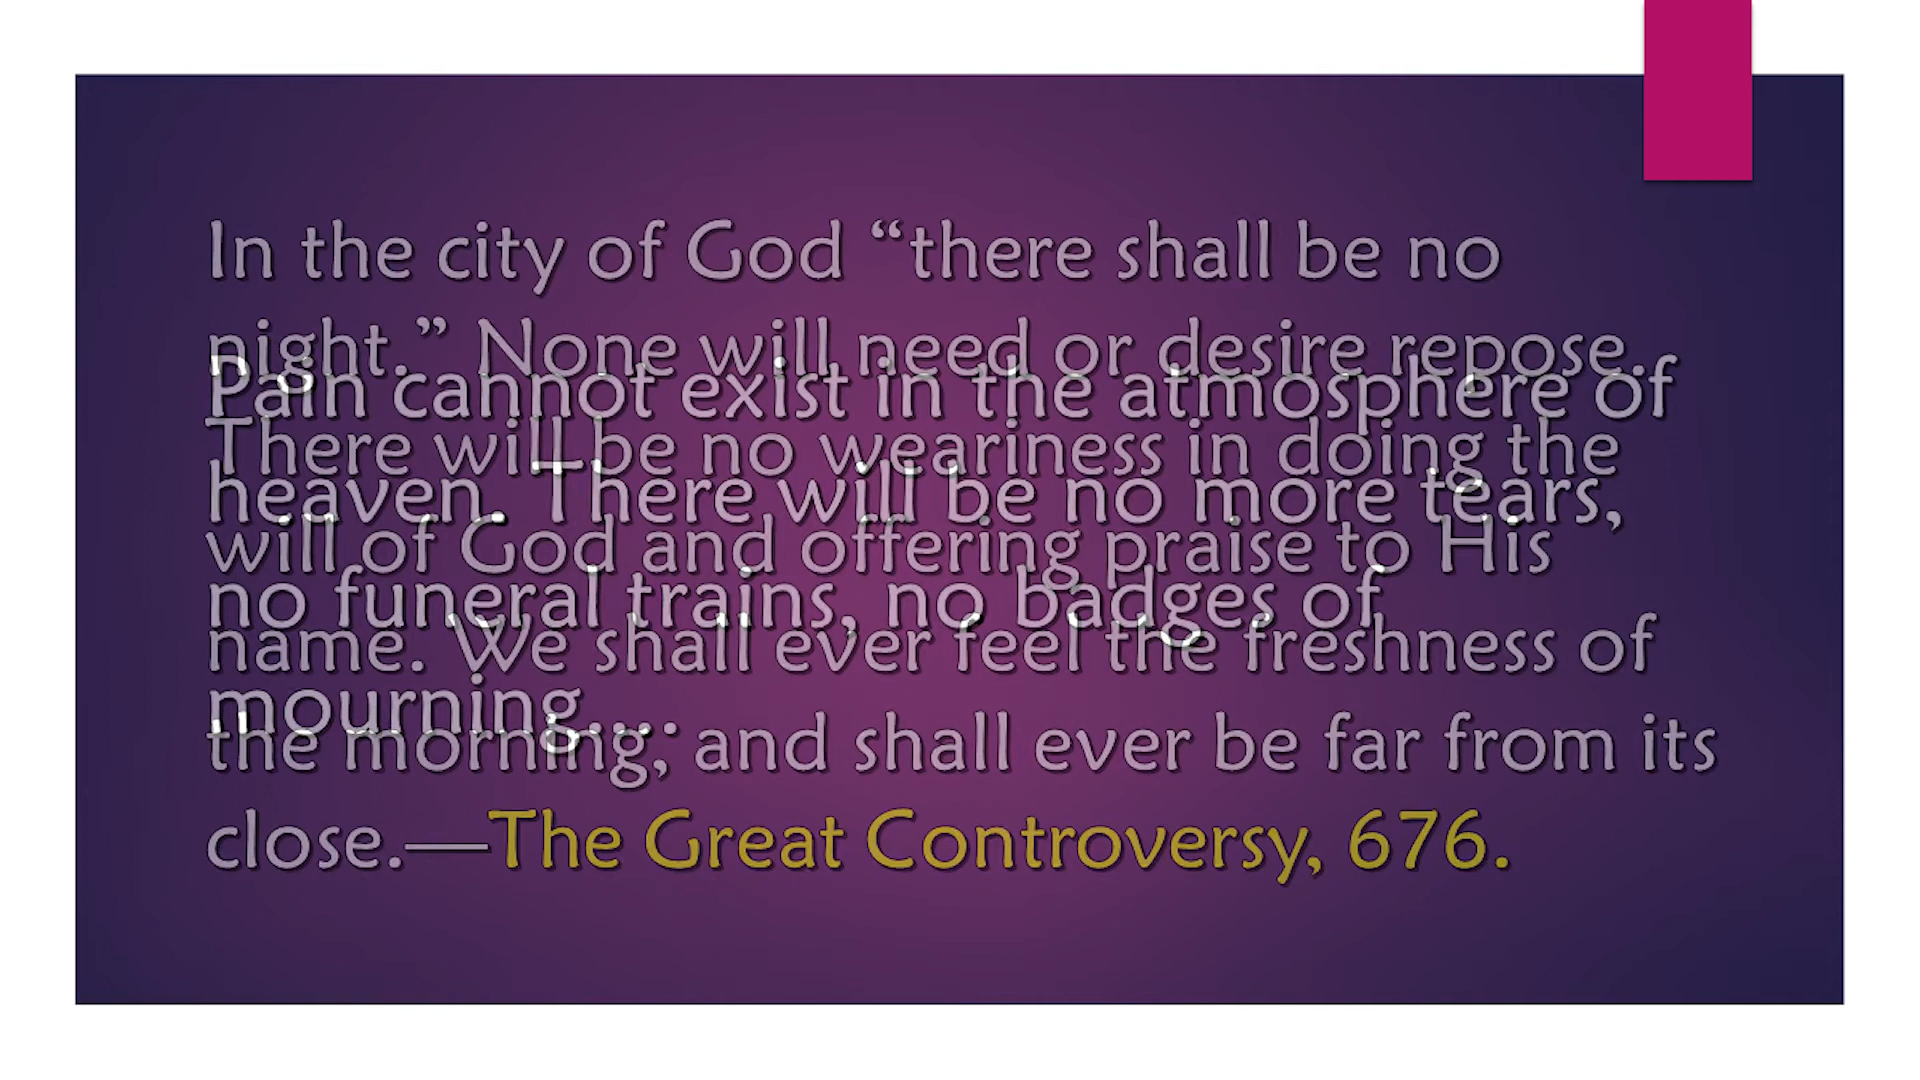 In the city of God “there shall be no
night.” None will need or desire repose.
There will be no weariness in doing the
will of God and offering praise to His
name. We shall ever feel the freshness of
the morning, and shall ever be far from its
close.—The Great Controversy, 676.
Pain cannot exist in the atmosphere of
heaven. There will be no more tears,
no funeral trains, no badges of
mourning....